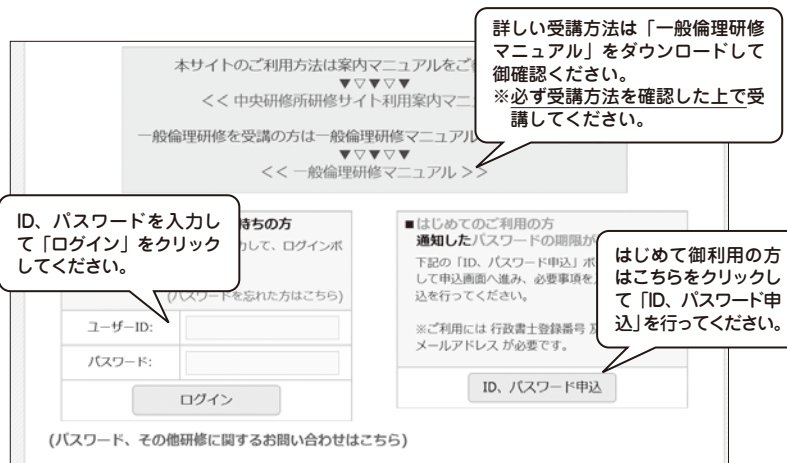 詳しい受講方法は「一般倫理研修
マニュアル」をダウンロードして
御確認ください。
※必ず受講方法を確認した上で受
講してください。
本サイトのご利用方法は案内マニュアルをご
▼▽▼▽▼
<< 中央研修所研修サイト利用案内マニ
一般倫理研修を受講の方は一般倫理研修マニュアル
▼▽▼▽▼
<< 一般倫理研修マニュアル >>
ID、パスワードを入力し
て「ログイン」をクリック
してください。
持ちの方
力して、ログインボ
(パスワードを忘れた方はこちら)
ユーザーID:
パスワード:
ログイン
■はじめてのご利用の方
通知したパスワードの期限が
下記の「ID、パスワード申込」ボ
して申込画面へ進み、必要事項を
込を行ってください。
※ご利用には 行政書士登録番号 及
メールアドレス が必要です。
ID、パスワード申込
はじめて御利用の方
はこちらをクリックし
て「ID、パスワード申
込」を行ってください。
(パスワード、その他研修に関するお問い合わせはこちら)